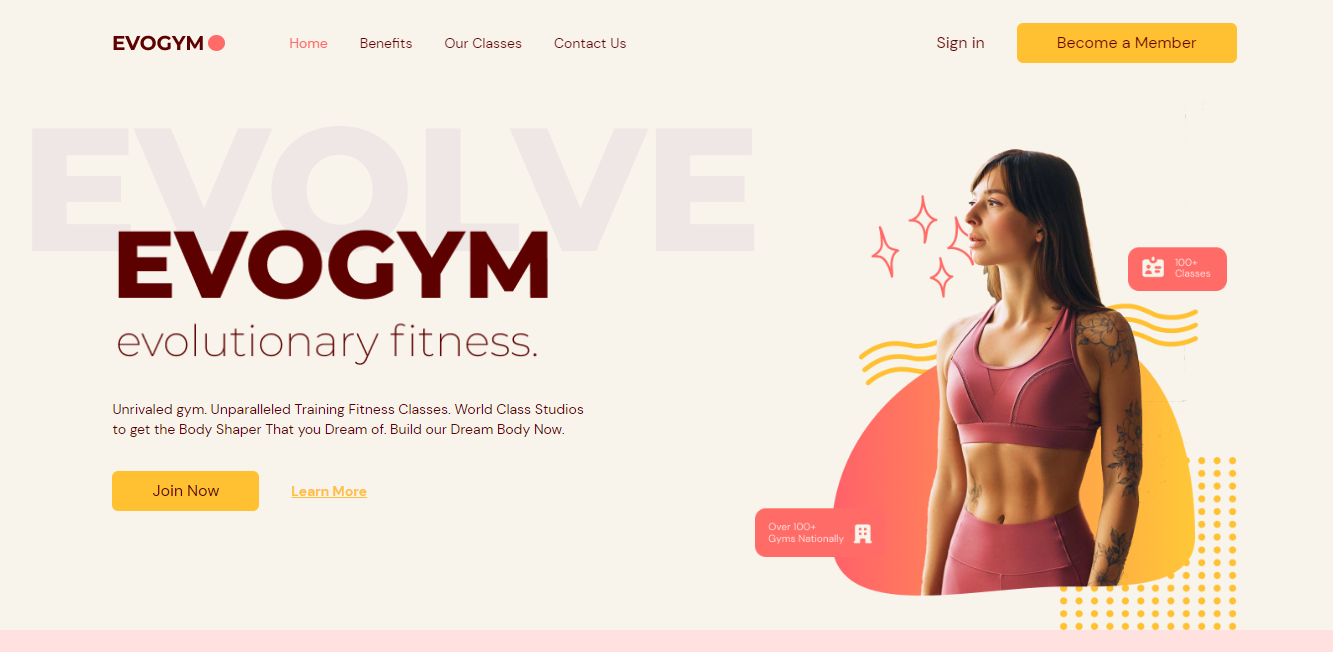 EVOGYM
Home
Benefits
Our Classes
Contact Us
Sign in
Become a Member
EVOLVE
EVOGYM
evolutionary fitness.
Unrivaled gym. Unparalleled Training Fitness Classes. World Class Studios
to get the Body Shaper That you Dream of. Build our Dream Body Now.
Join Now
Learn More
100+
Classes
Over 100+
Gyms Nationally